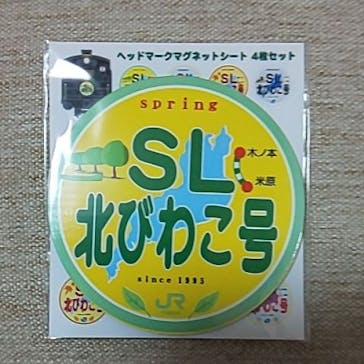 ヘッドマークマグネットシート 4枚セット
spring
SL
木ノ本
米原
北びわこ号
since 1995
JR